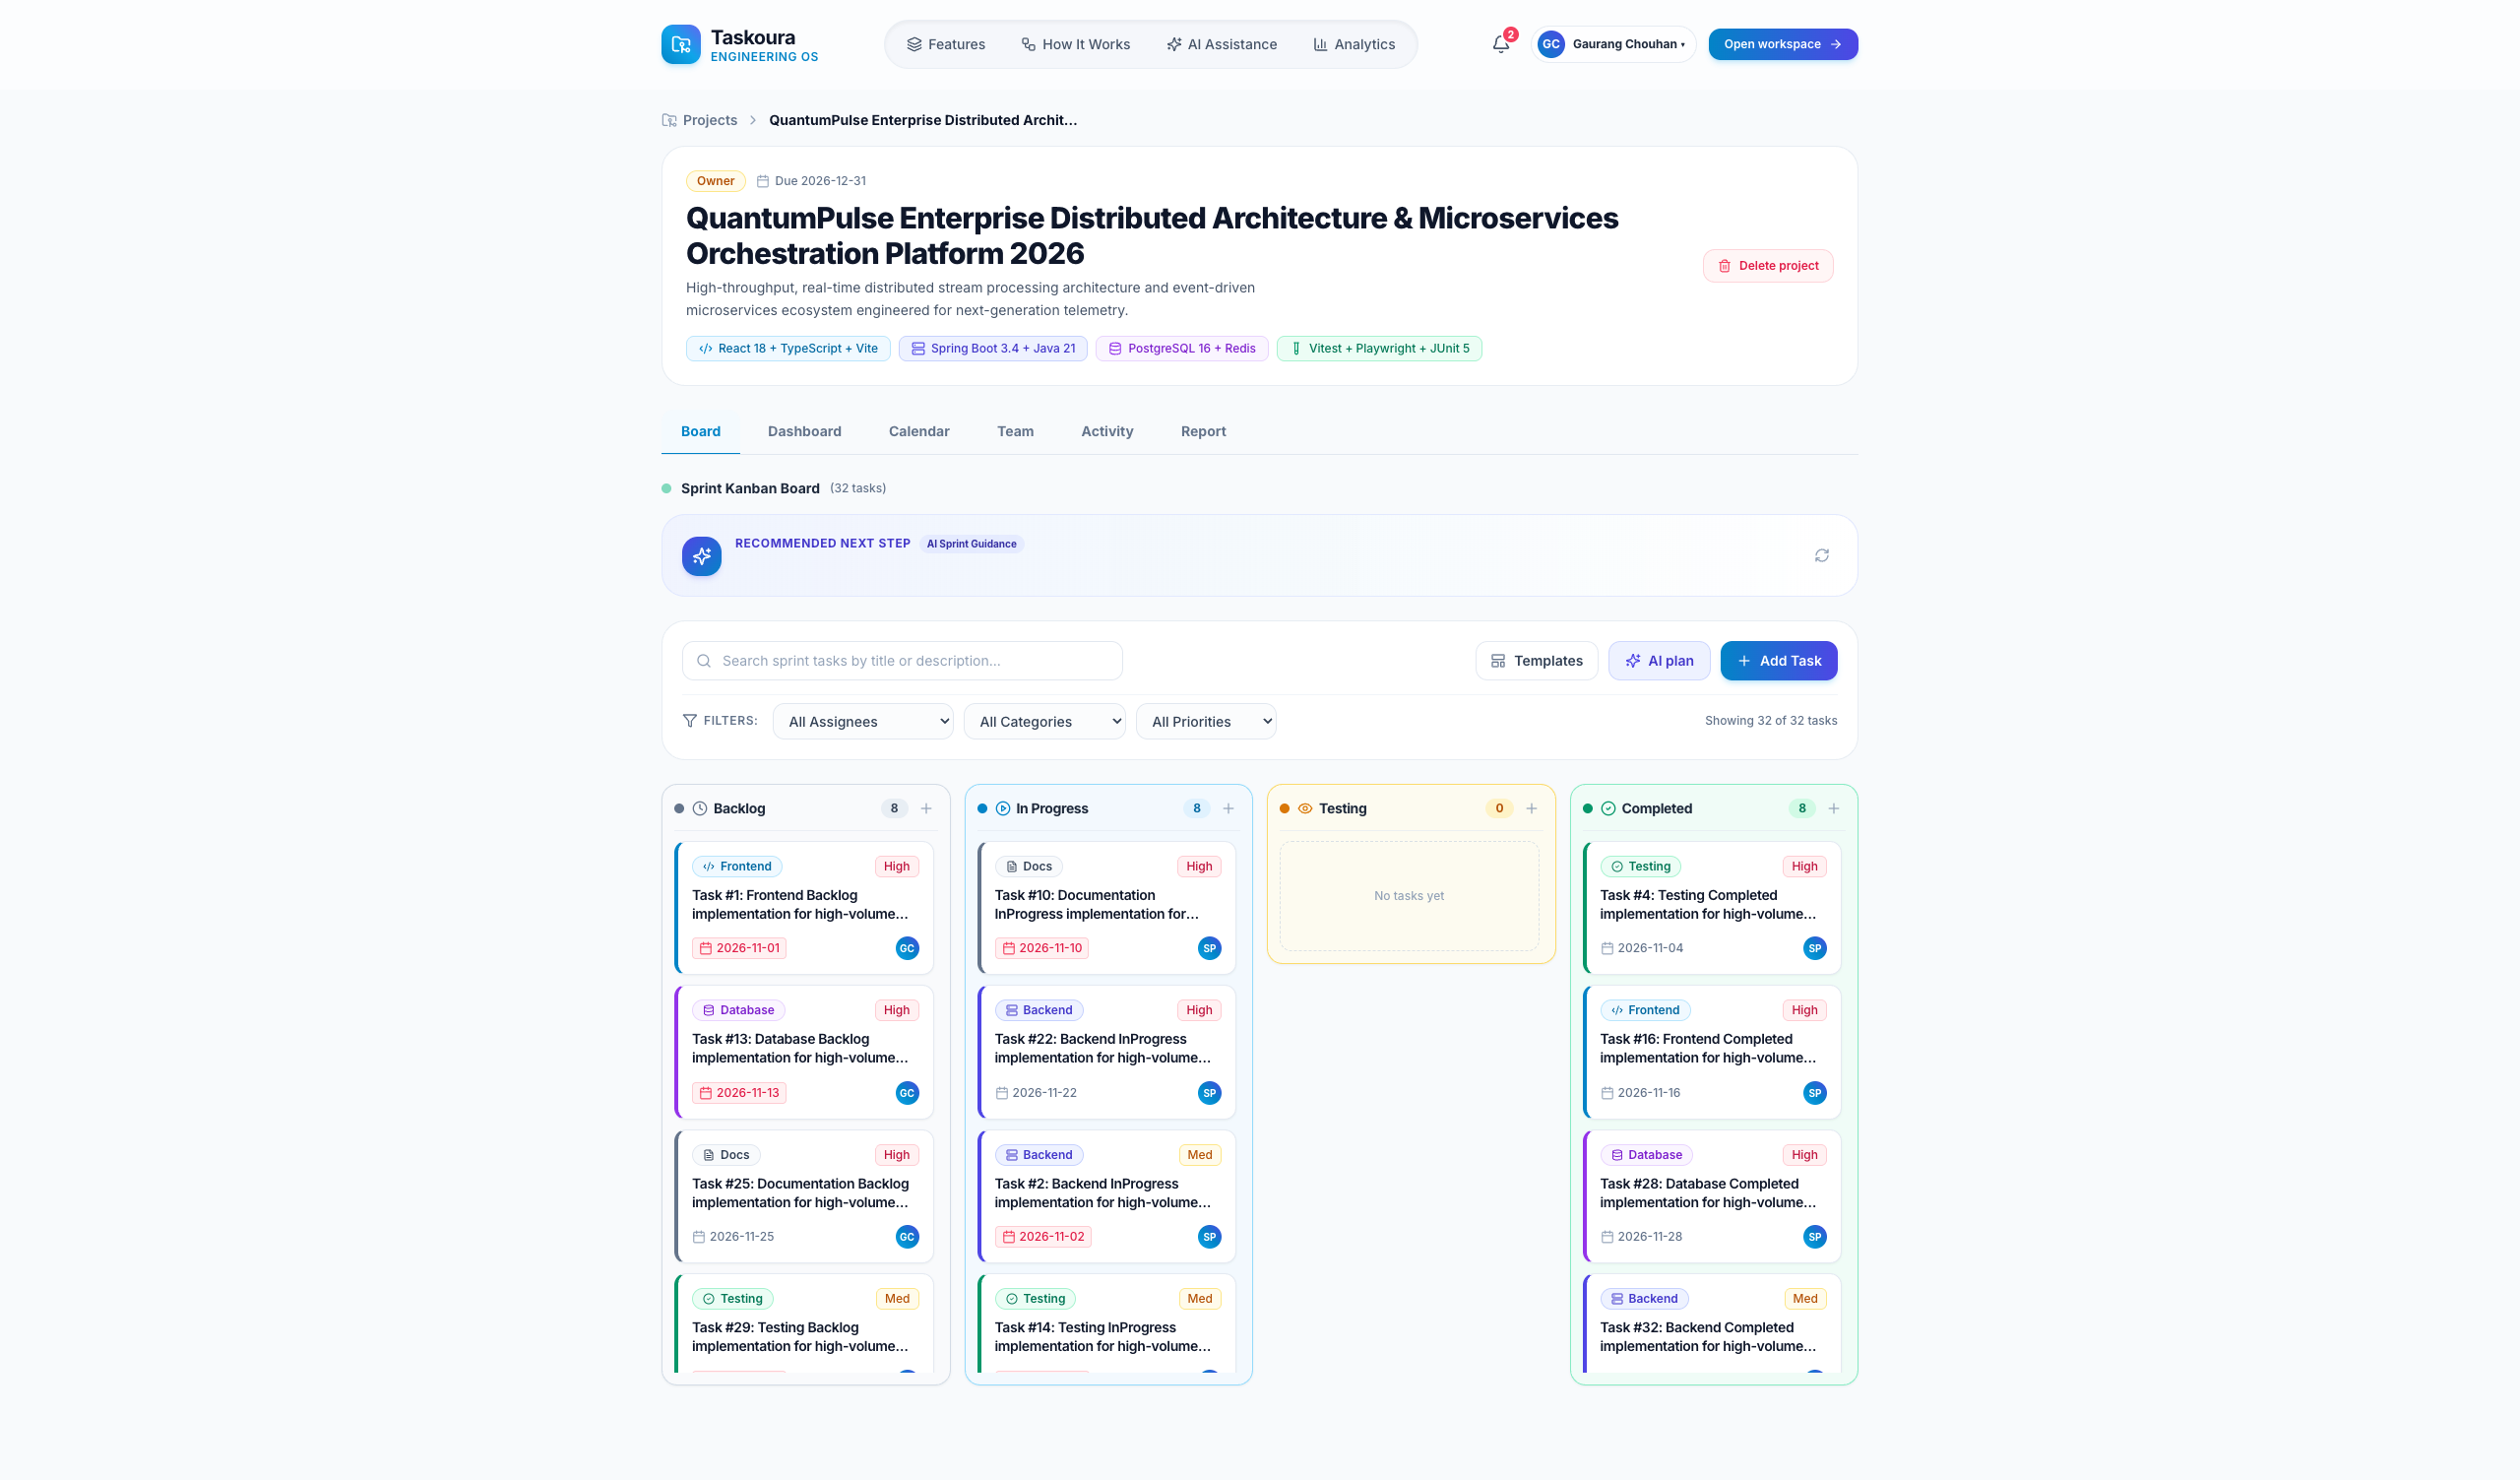 Taskoura
ENGINEERING OS
Features
How It Works
AI Assistance
Analytics
2
GC
Gaurang Chouhan
Open workspace
Projects
QuantumPulse Enterprise Distributed Archit...
Owner
Due 2026-12-31
QuantumPulse Enterprise Distributed Architecture & Microservices
Orchestration Platform 2026
Delete project
High-throughput, real-time distributed stream processing architecture and event-driven
microservices ecosystem engineered for next-generation telemetry.
React 18 + TypeScript + Vite
Spring Boot 3.4 + Java 21
PostgreSQL 16 + Redis
Vitest + Playwright + JUnit 5
Board
Dashboard
Calendar
Team
Activity
Report
Sprint Kanban Board (32 tasks)
RECOMMENDED NEXT STEP
AI Sprint Guidance
Search sprint tasks by title or description...
Templates
AI plan
Add Task
FILTERS:
All Assignees
All Categories
All Priorities
Showing 32 of 32 tasks
Backlog
8
Frontend
High
Task #1: Frontend Backlog
implementation for high-volume...
2026-11-01
GC
Database
High
Task #13: Database Backlog
implementation for high-volume...
2026-11-13
GC
Docs
High
Task #25: Documentation Backlog
implementation for high-volume...
2026-11-25
GC
Testing
Med
Task #29: Testing Backlog
implementation for high-volume...
In Progress
8
Docs
High
Task #10: Documentation
InProgress implementation for...
2026-11-10
SP
Backend
High
Task #22: Backend InProgress
implementation for high-volume...
2026-11-22
SP
Backend
Med
Task #2: Backend InProgress
implementation for high-volume...
2026-11-02
SP
Testing
Med
Task #14: Testing InProgress
implementation for high-volume...
Testing
0
No tasks yet
Completed
8
Testing
High
Task #4: Testing Completed
implementation for high-volume...
2026-11-04
SP
Frontend
High
Task #16: Frontend Completed
implementation for high-volume...
2026-11-16
SP
Database
High
Task #28: Database Completed
implementation for high-volume...
2026-11-28
SP
Backend
Med
Task #32: Backend Completed
implementation for high-volume...